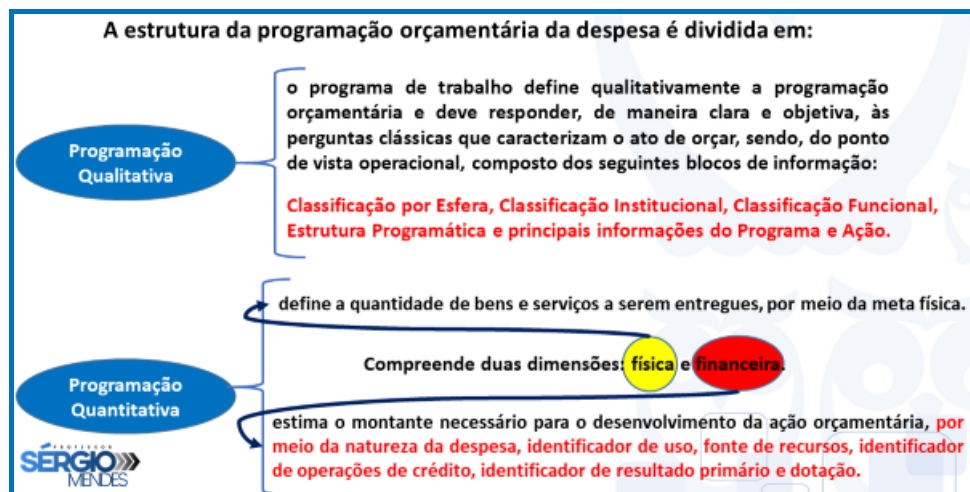 A estrutura da programação orçamentária da despesa é dividida em:
Programação
Qualitativa
o programa de trabalho define qualitativamente a programação
orçamentária e deve responder, de maneira clara e objetiva, às
perguntas clássicas que caracterizam o ato de orçar, sendo, do ponto
de vista operacional, composto dos seguintes blocos de informação:
Classificação por Esfera, Classificação Institucional, Classificação Funcional,
Estrutura Programática e principais informações do Programa e Ação.
define a quantidade de bens e serviços a serem entregues, por meio da meta física.
Compreende duas dimensões: física e financeira.
Programação
Quantitativa
estima o montante necessário para o desenvolvimento da ação orçamentária, por
meio da natureza da despesa, identificador de uso, fonte de recursos, identificador
de operações de crédito, identificador de resultado primário e dotação.
PROFESSOR
SÉRGIO
MENDES